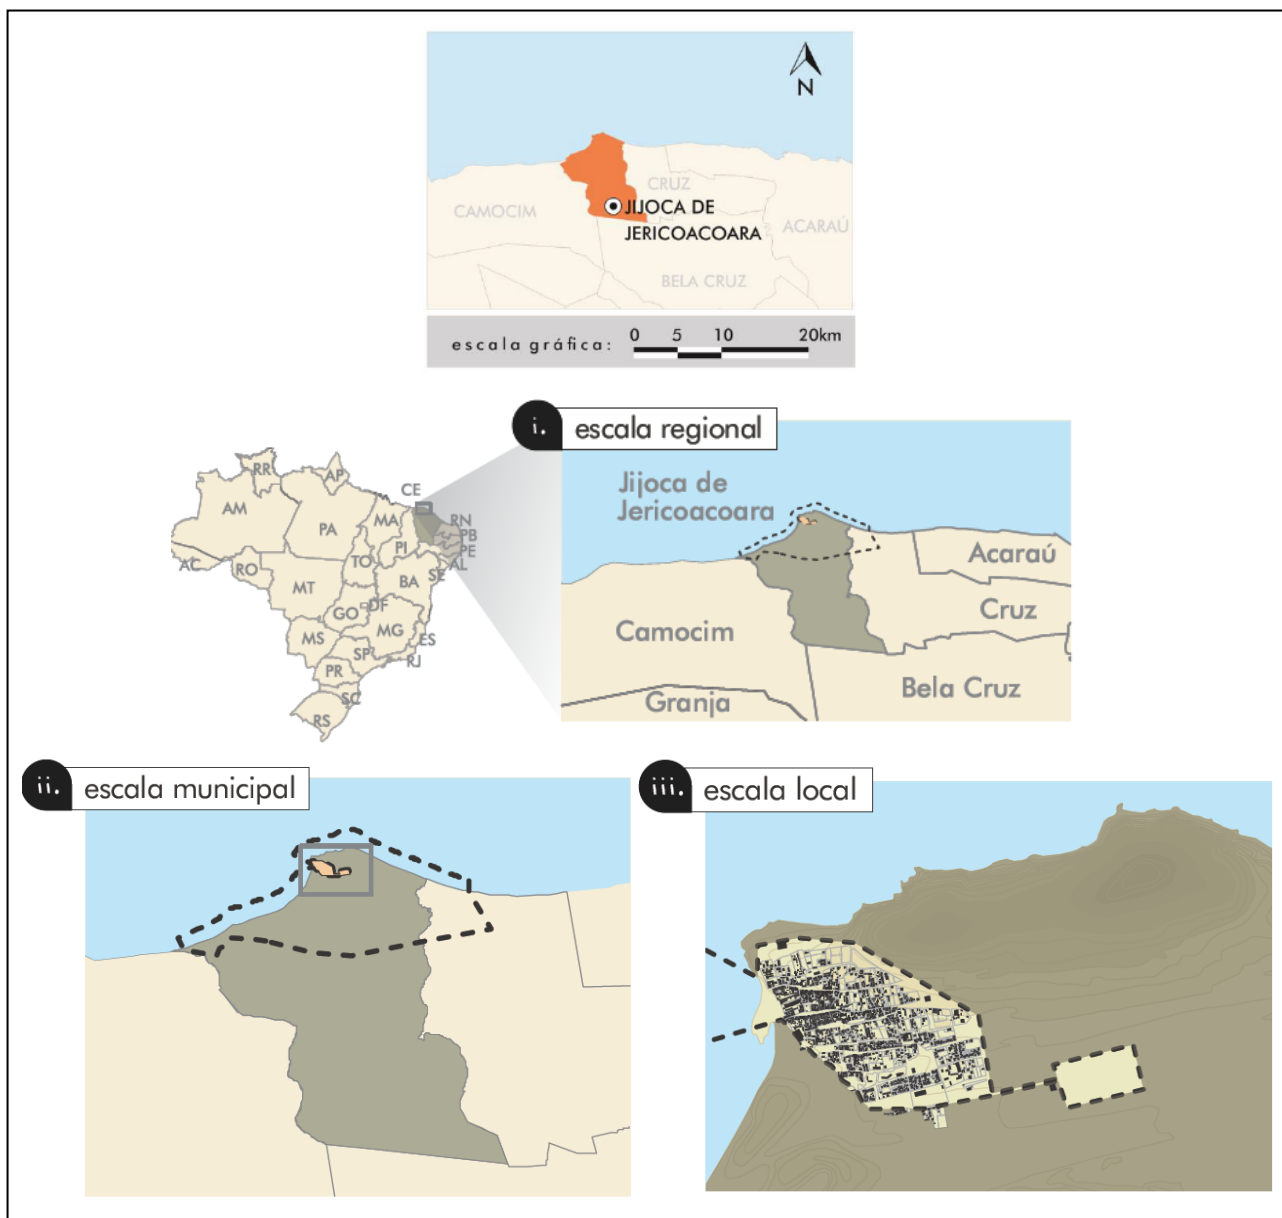 N
CRUZ
CAMOCIM
JIJOCA DE
JERICOACOARA
ACARAÚ
BELA CRUZ
escala gráfica:
0 5 10 20km
i. escala regional
Jijoca de
Jericoacoara
Acaraú
Cruz
Camocim
Bela Cruz
Granja
RR
AP
CE
AM
PA
MA
RN
PB
PI
PE
AC
RO
TO
AL
SE
MT
BA
GO
DF
MS
MG
ES
SP
RJ
PR
SC
RS
ii. escala municipal
iii. escala local